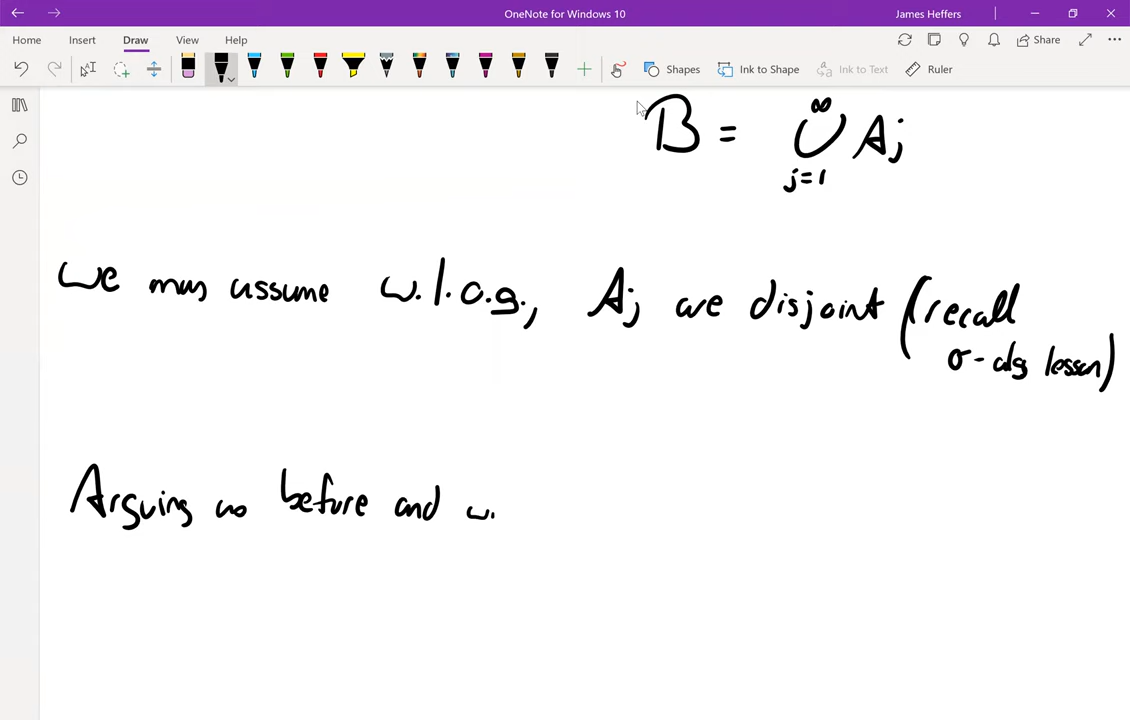 OneNote for Windows 10
James Heffers
Home Insert Draw View Help
Share
Shapes Ink to Shape Ink to Text Ruler
B = ∞ ∪ j=1 Aj
We may assume w.l.o.g., Aj are disjoint (recall
σ-alg lesson)
Arguing as before and